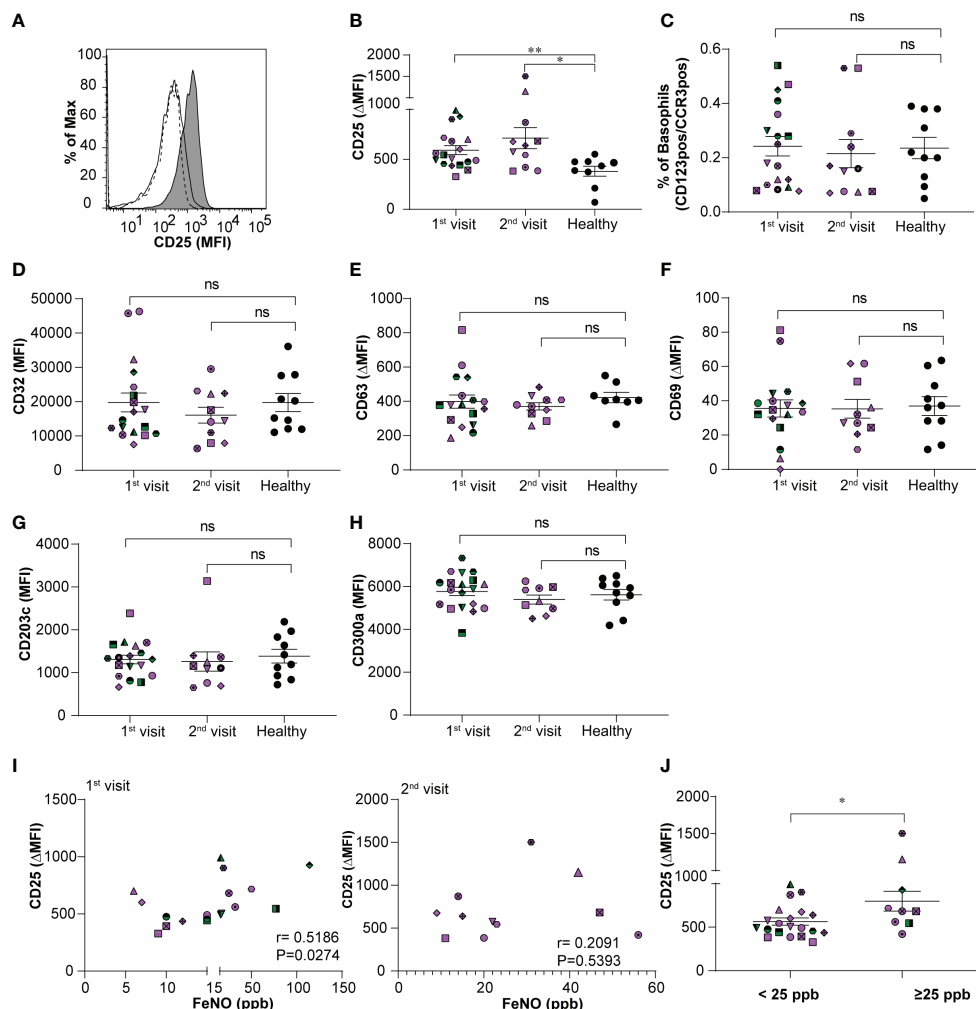 A
100
80
60
40
20
0
% of Max
10¹ 10² 10³ 10⁴ 10⁵
CD25 (MFI)
B
**
*
2000
1500
1000
500
0
CD25 (ΔMFI)
1st visit 2nd visit Healthy
C
ns
ns
0.6
0.4
0.2
0.0
% of Basophils
(CD123pos/CCR3pos)
1st visit 2nd visit Healthy
D
ns
ns
50000
40000
30000
20000
10000
0
CD32 (MFI)
1st visit 2nd visit Healthy
E
ns
ns
1000
800
600
400
200
0
CD63 (ΔMFI)
1st visit 2nd visit Healthy
F
ns
ns
100
80
60
40
20
0
CD69 (ΔMFI)
1st visit 2nd visit Healthy
G
ns
ns
4000
3000
2000
1000
0
CD203c (MFI)
1st visit 2nd visit Healthy
H
ns
ns
8000
6000
4000
2000
0
CD300a (MFI)
1st visit 2nd visit Healthy
I
1st visit
1500
1000
500
0
CD25 (ΔMFI)
r= 0.5186
P=0.0274
0 5 10 15 50 100 150
FeNO (ppb)
2nd visit
2000
1500
1000
500
0
CD25 (ΔMFI)
r= 0.2091
P=0.5393
0 15 20 40 60
FeNO (ppb)
J
*
2000
1500
1000
500
0
CD25 (ΔMFI)
< 25 ppb ≥25 ppb